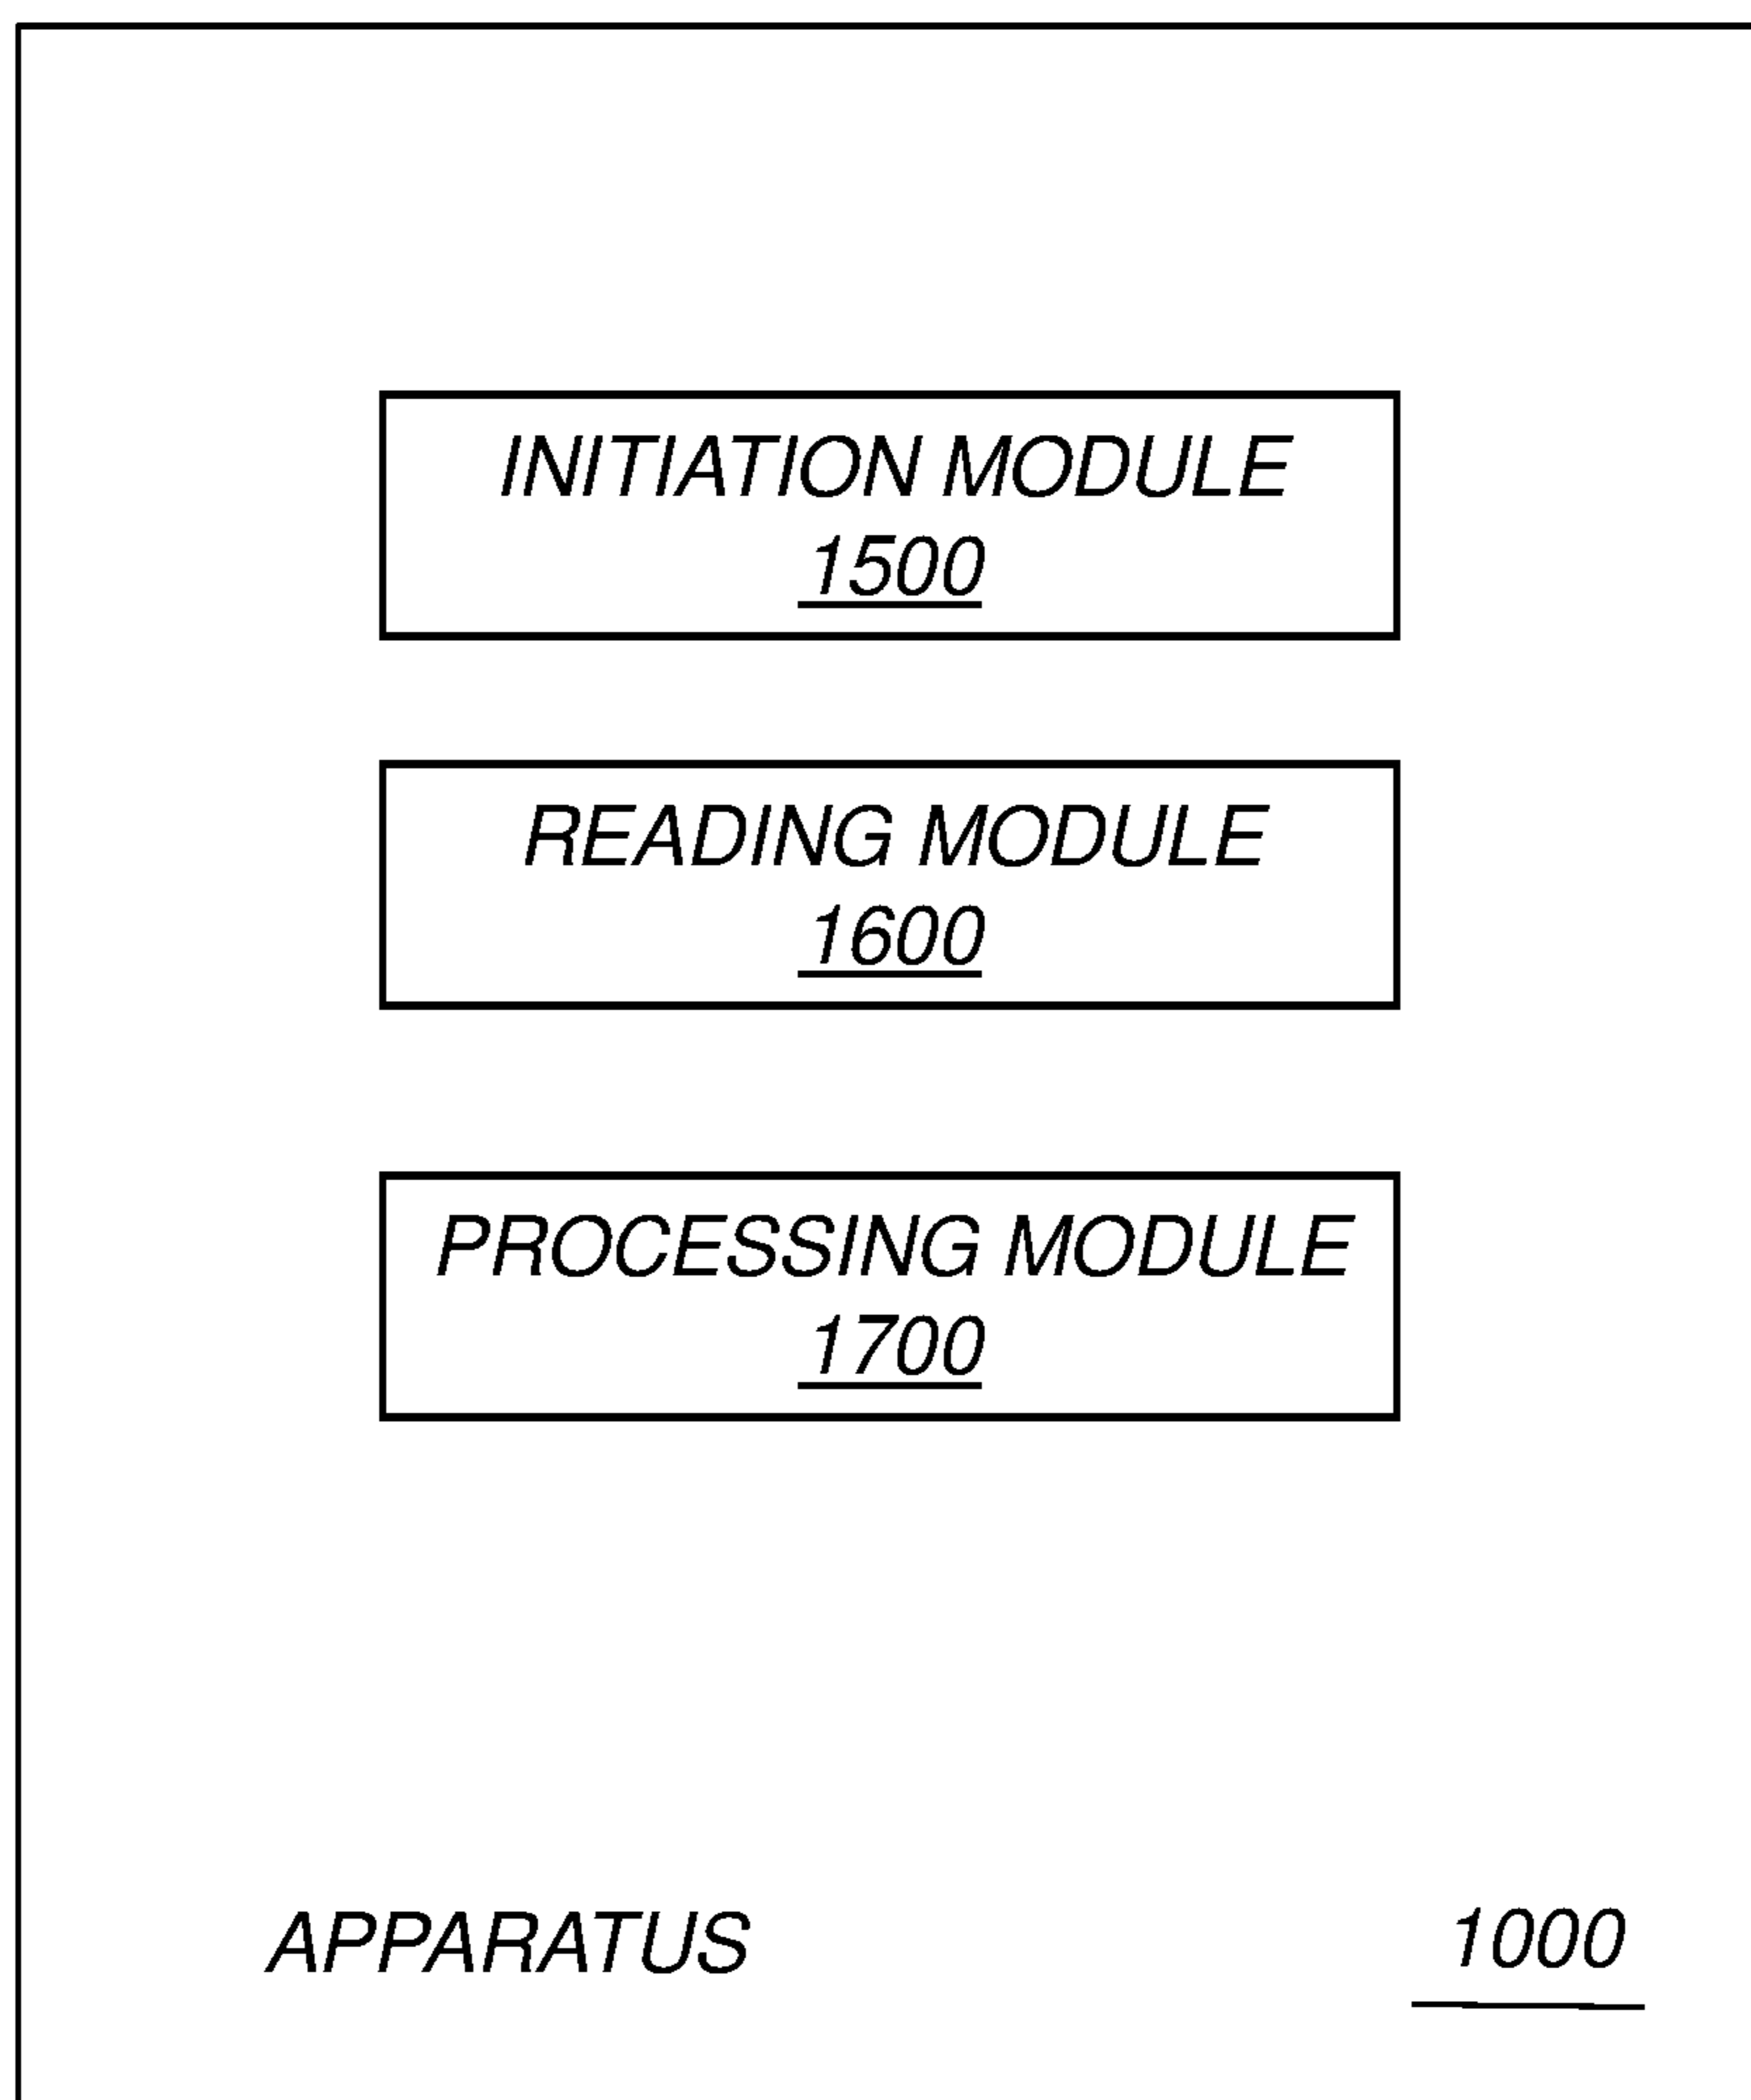 INITIATION MODULE
1500
READING MODULE
1600
PROCESSING MODULE
1700
APPARATUS 1000